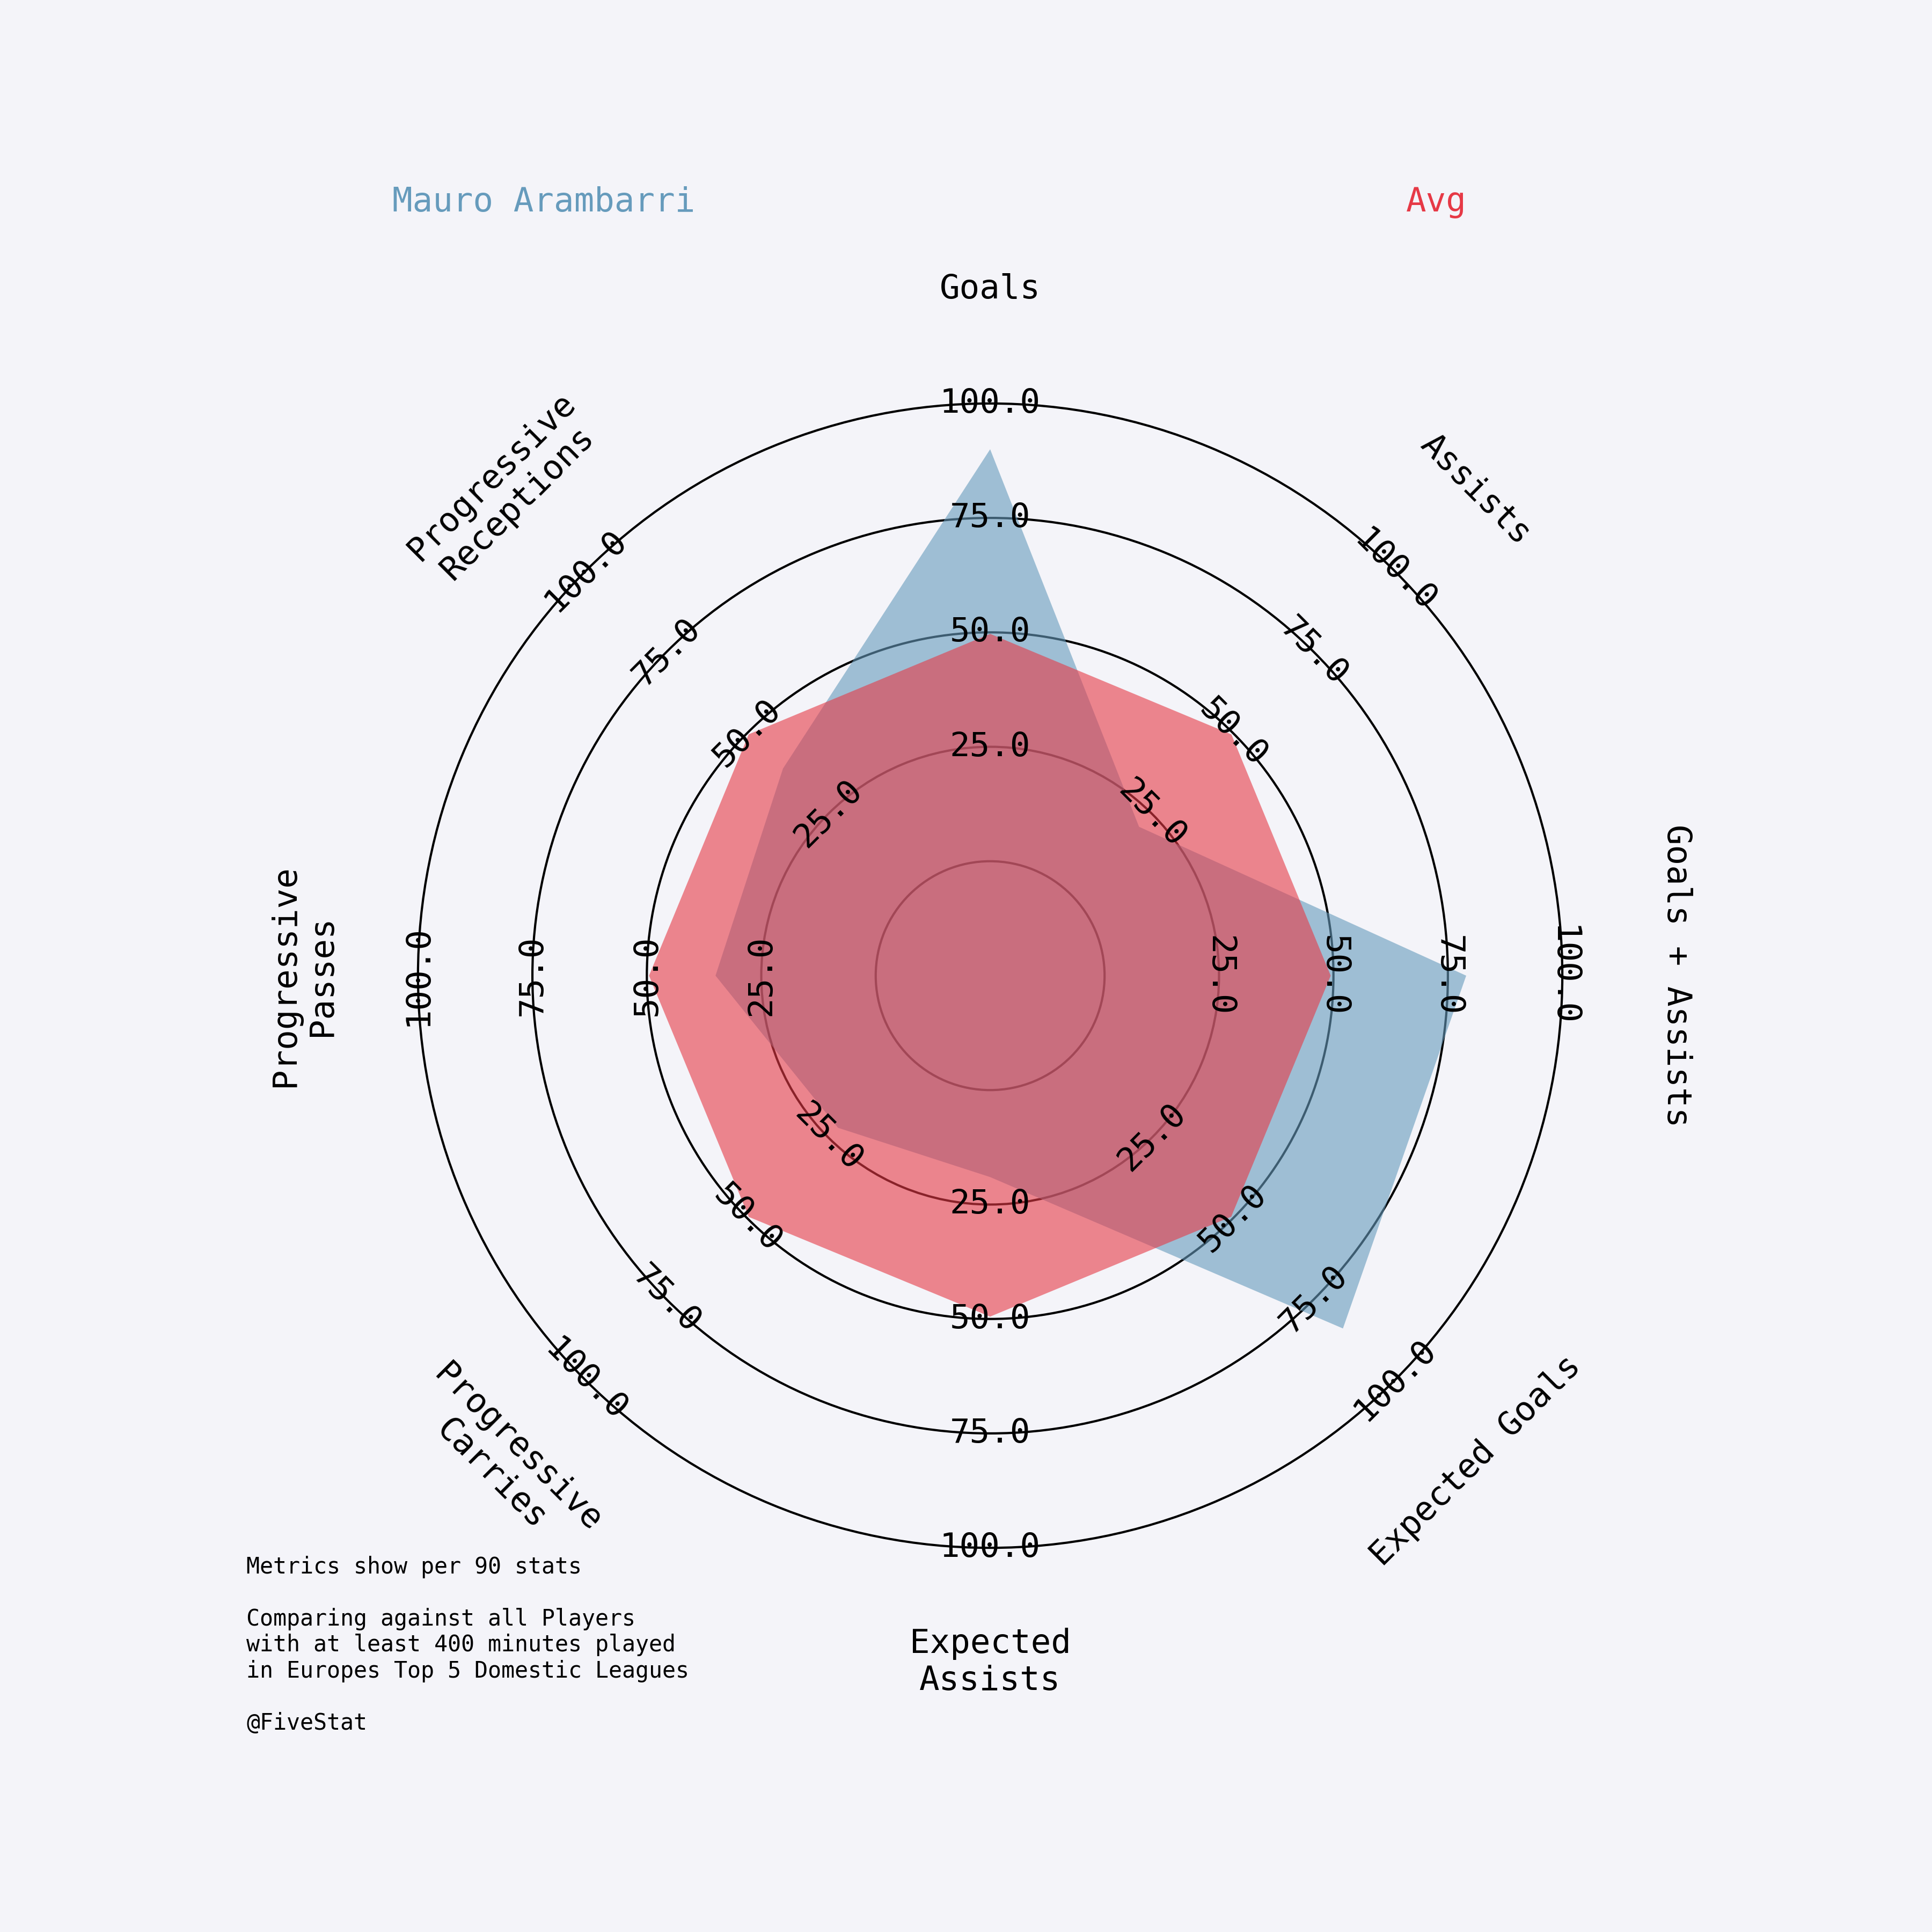 Mauro Arambarri
Avg
Goals
Assists
Goals + Assists
Expected Goals
Expected
Assists
Progressive
Carries
Progressive
Passes
Progressive
Receptions
25.0
50.0
75.0
100.0
25.0
50.0
75.0
100.0
25.0
50.0
75.0
100.0
25.0
50.0
75.0
100.0
25.0
50.0
75.0
100.0
25.0
50.0
75.0
100.0
25.0
50.0
75.0
100.0
25.0
50.0
75.0
100.0
Metrics show per 90 stats
Comparing against all Players
with at least 400 minutes played
in Europes Top 5 Domestic Leagues
@FiveStat